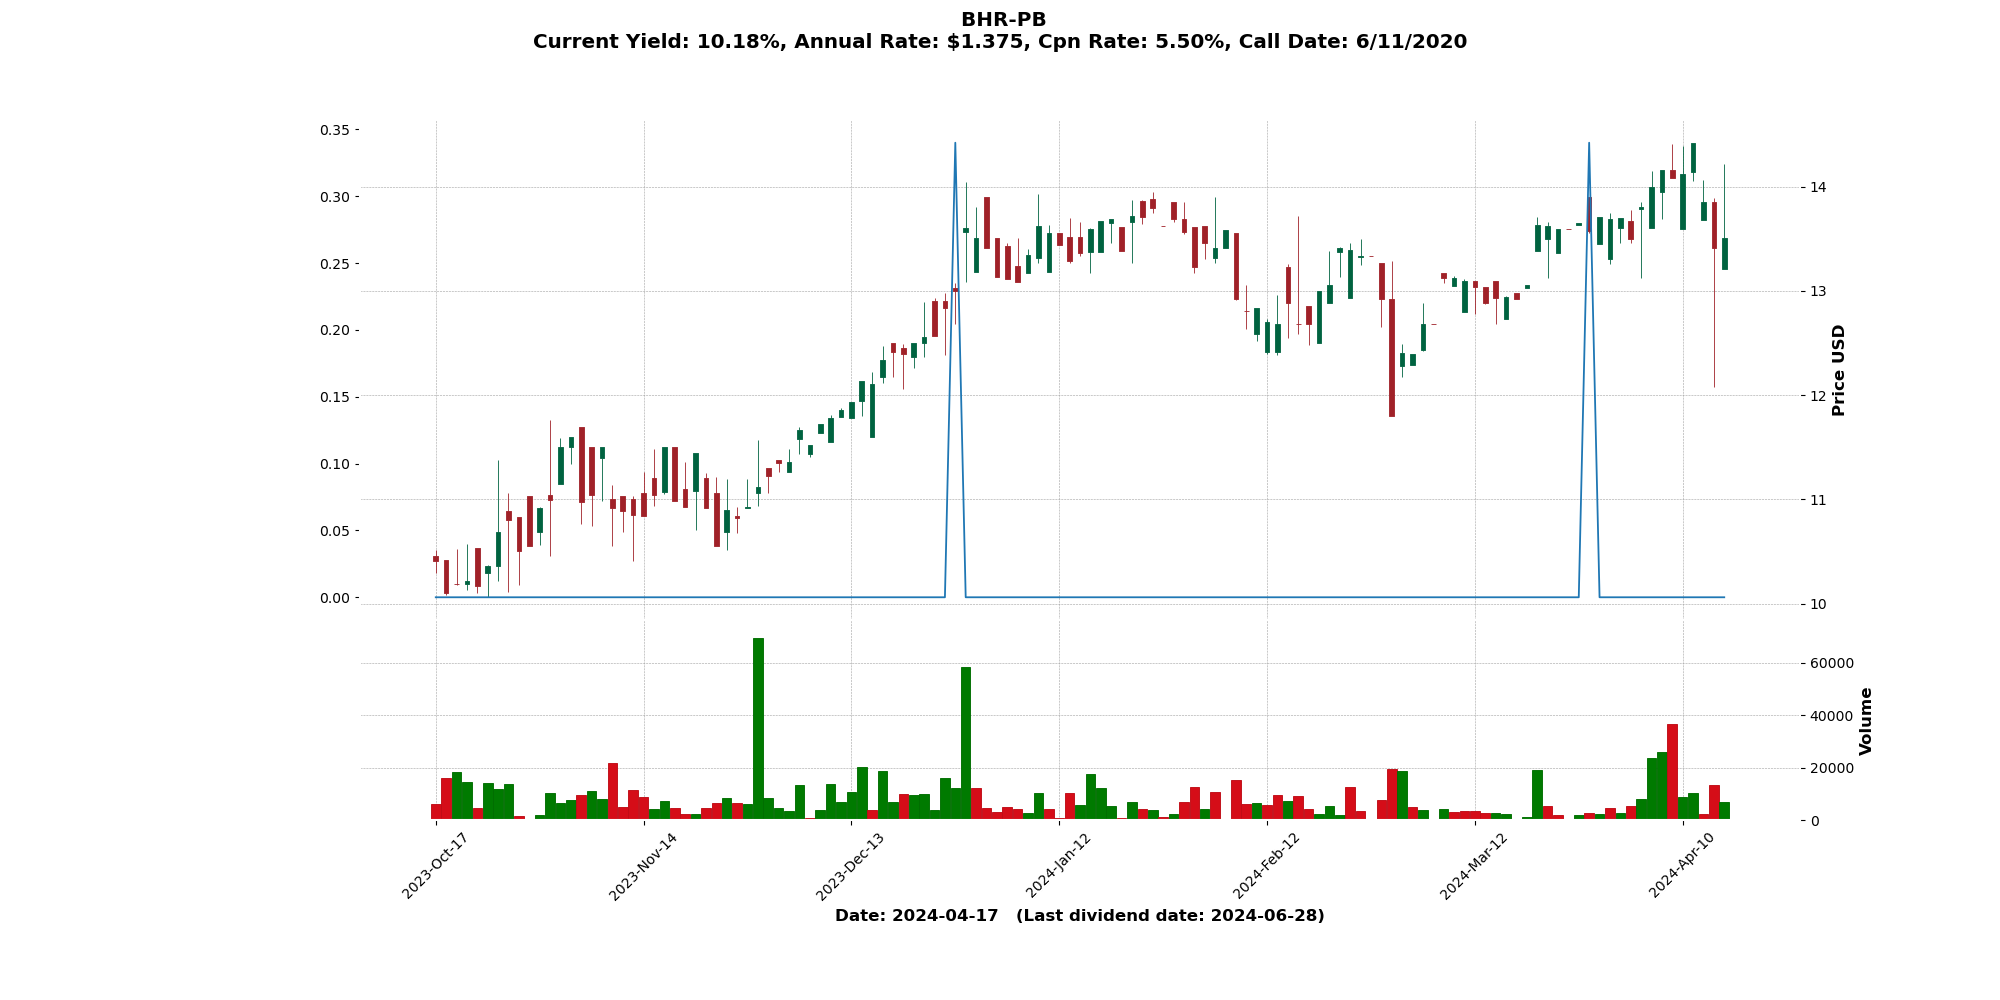 BHR-PB
Current Yield: 10.18%, Annual Rate: $1.375, Cpn Rate: 5.50%, Call Date: 6/11/2020
0.35
0.30
0.25
0.20
0.15
0.10
0.05
0.00
14
13
12
11
10
Price USD
60000
40000
20000
0
Volume
2023-Oct-17
2023-Nov-14
2023-Dec-13
2024-Jan-12
2024-Feb-12
2024-Mar-12
2024-Apr-10
Date: 2024-04-17 (Last dividend date: 2024-06-28)